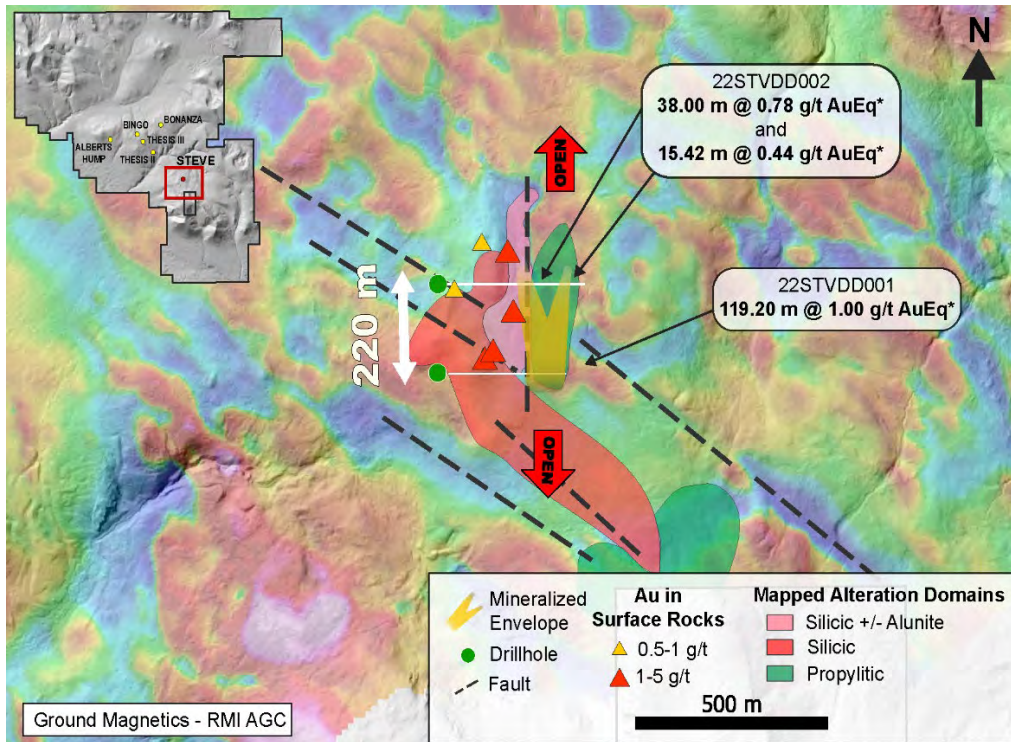 N
22STVDD002
38.00 m @ 0.78 g/t AuEq*
and
15.42 m @ 0.44 g/t AuEq*
BONANZA
BINGO
ALBERTS
HUMP
THESIS III
THESIS II
STEVE
OPEN
22STVDD001
119.20 m @ 1.00 g/t AuEq*
220 m
OPEN
Mineralized
Envelope
Drillhole
Fault
Au in
Surface Rocks
0.5-1 g/t
1-5 g/t
Mapped Alteration Domains
Silicic +/- Alunite
Silicic
Propylitic
500 m
Ground Magnetics - RMI AGC